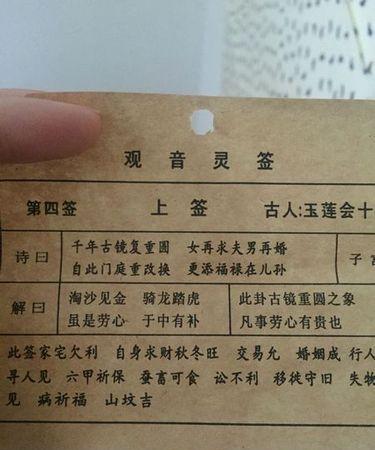 观音灵签
第四签 上签 古人:玉莲会十
诗曰 千年古镜复重圆 女再求夫男再婚 子
自此门庭重改换 更添福禄在儿孙
解曰 淘沙见金 骑龙踏虎 此卦古镜重圆之象
虽是劳心 于中有补 凡事劳心有贵也
此签家宅欠利 自身求财秋冬旺 交易允 婚姻成 行人
寻人见 六甲祈保 蚕畜可食 讼不利 移徙守旧 失物
见 病祈福 山坟吉